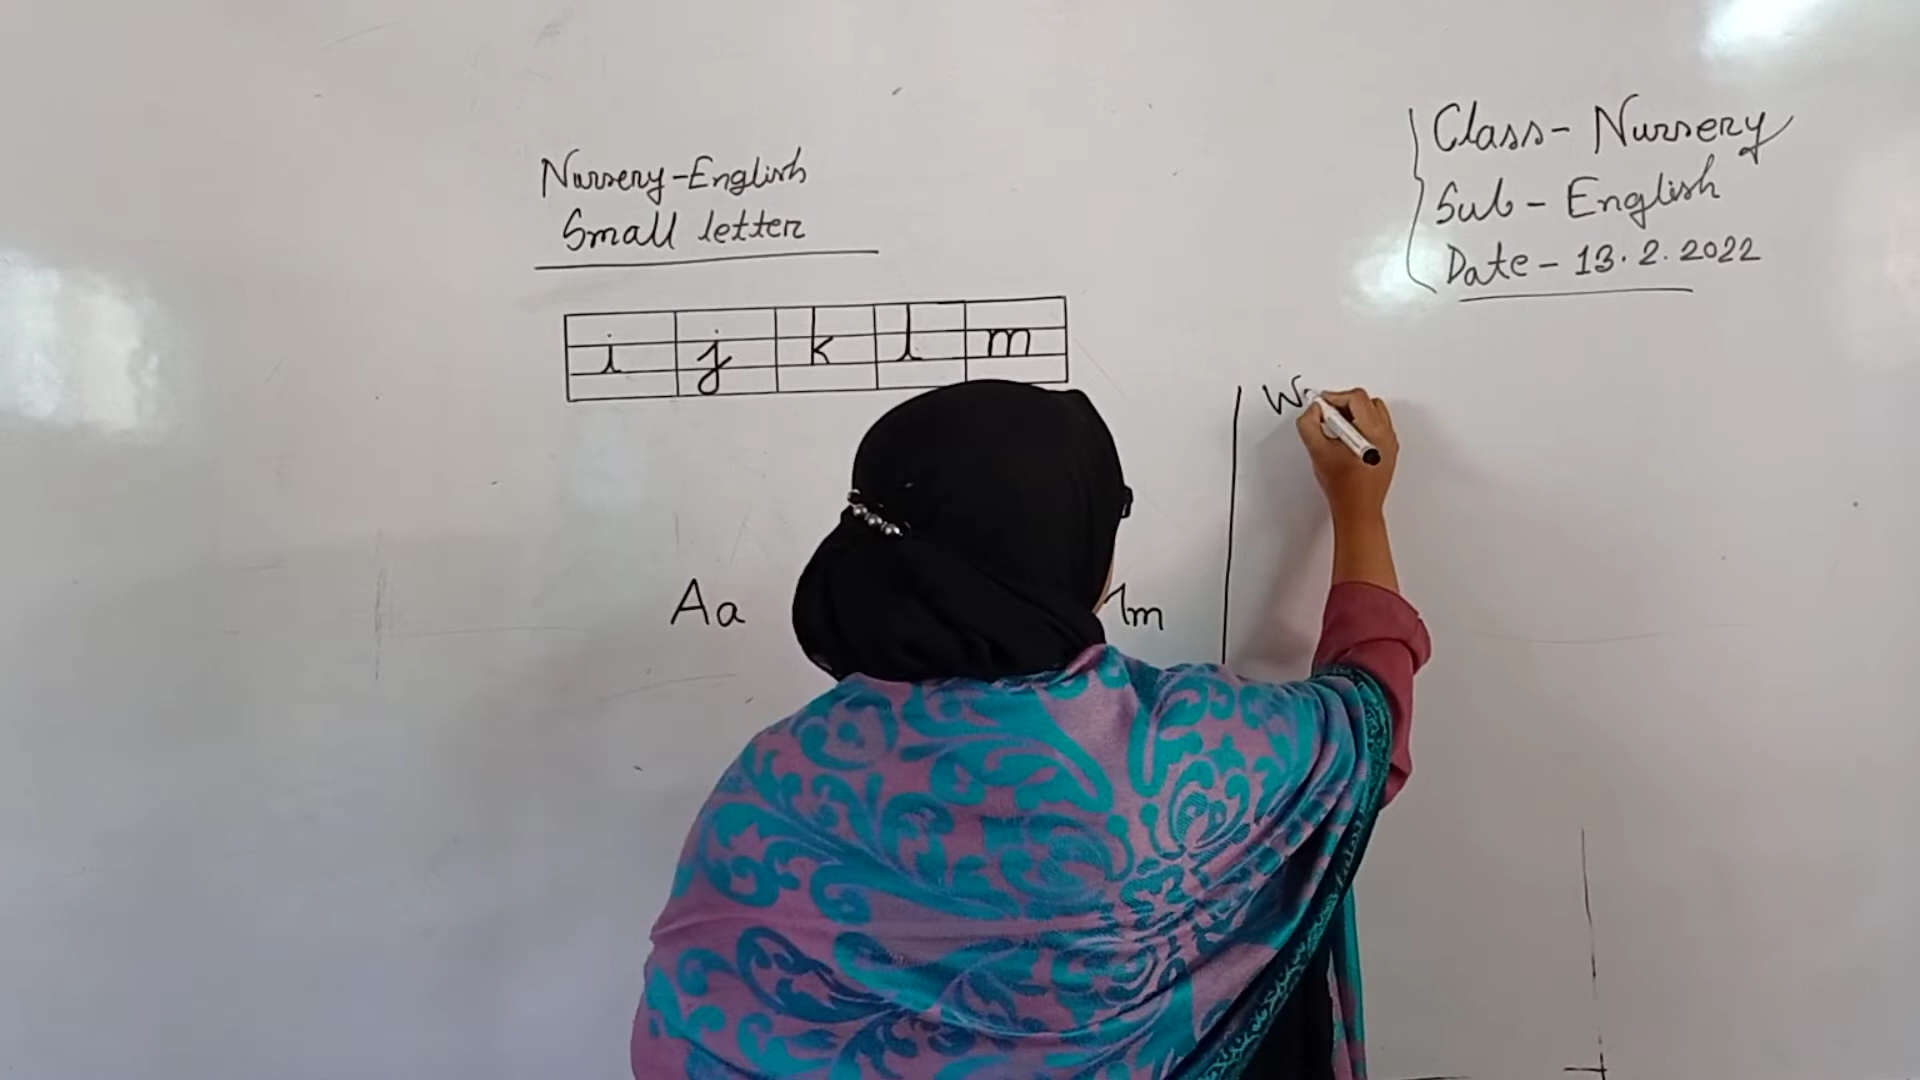 Nursery-English
Small letter
i j k l m
Aa
Class- Nursery
Sub- English
Date - 13.2.2022